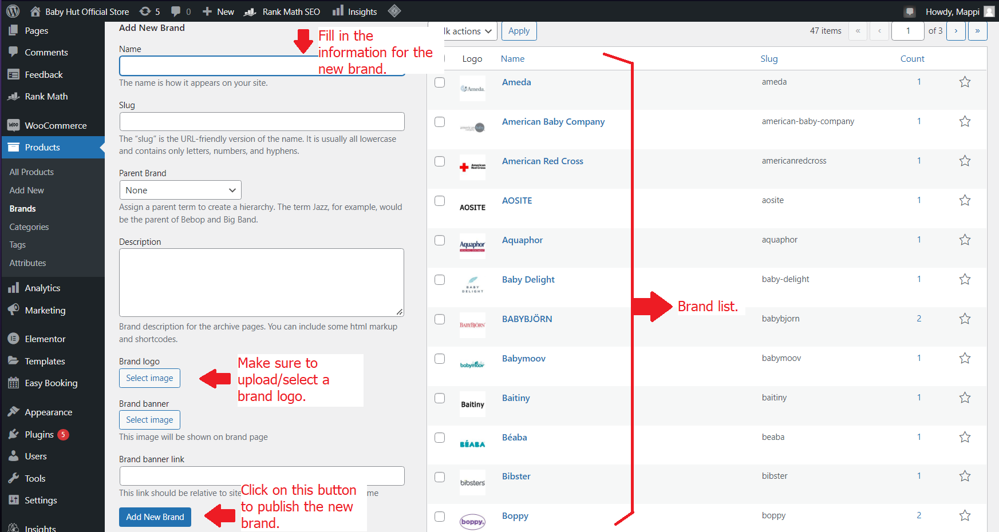 Baby Hut Official Store 5 0 New Rank Math SEO Insights Howdy, Mappi
Pages
Comments
Feedback
Rank Math
WooCommerce
Products
All Products
Add New
Brands
Categories
Tags
Attributes
Analytics
Marketing
Elementor
Templates
Easy Booking
Appearance
Plugins 5
Users
Tools
Settings
Insights
Add New Brand
Fill in the
information for the
new brand.
Name
The name is how it appears on your site.
Slug
The “slug” is the URL-friendly version of the name. It is usually all lowercase
and contains only letters, numbers, and hyphens.
Parent Brand
None
Assign a parent term to create a hierarchy. The term Jazz, for example, would
be the parent of Bebop and Big Band.
Description
Brand description for the archive pages. You can include some html markup
and shortcodes.
Brand logo
Select image
Make sure to
upload/select a
brand logo.
Brand banner
Select image
This image will be shown on brand page
Brand banner link
This link should be relative to site me
Click on this button
to publish the new
brand.
Add New Brand
lk actions Apply 47 items « ‹ 1 of 3 › »
Logo Name Slug Count
Ameda. Ameda ameda 1
american baby company American Baby Company american-baby-company 1
American Red Cross American Red Cross americanredcross 1
AOSITE AOSITE aosite 1
Aquaphor Aquaphor aquaphor 1
BABY DELIGHT Baby Delight baby-delight 1
Brand list.
BABYBJÖRN BABYBJÖRN babybjorn 2
babymoov Babymoov babymoov 1
Baitiny Baitiny baitiny 1
BÉABA Béaba beaba 1
bibsters Bibster bibster 1
boppy. Boppy boppy 2